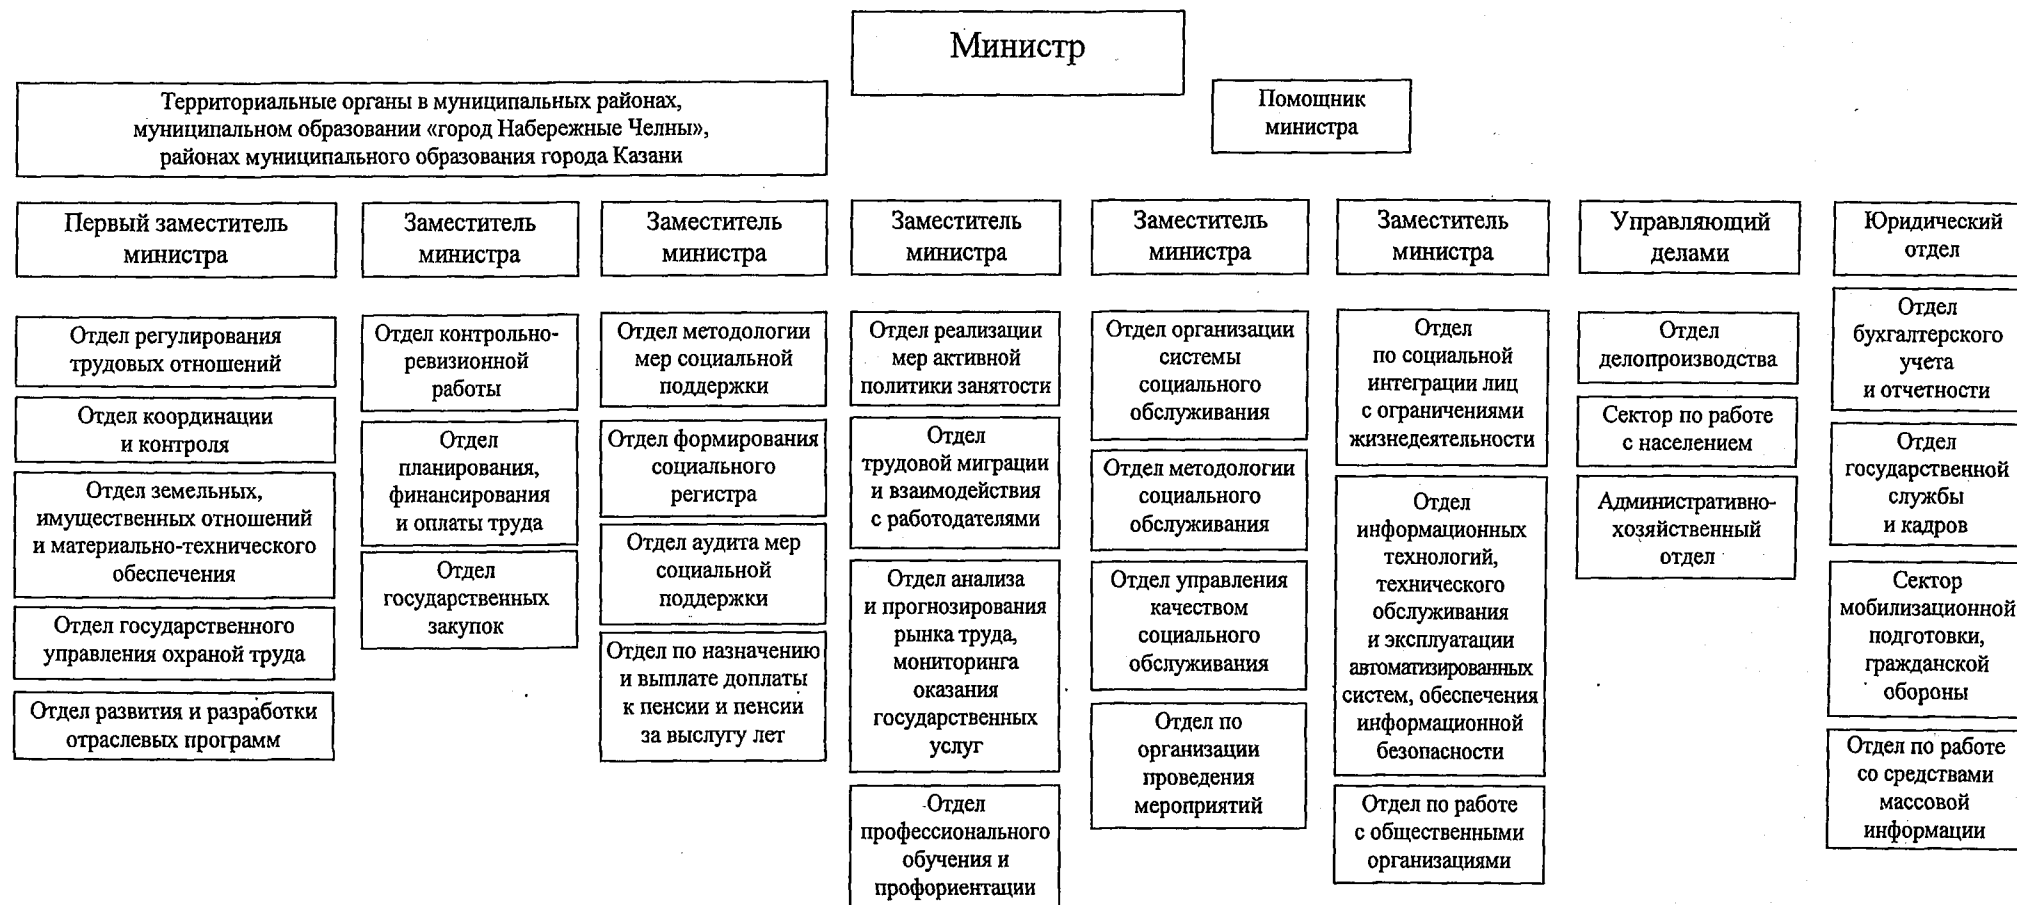 Министр
Территориальные органы в муниципальных районах,
муниципальном образовании «город Набережные Челны»,
районах муниципального образования города Казани
Помощник
министра
Первый заместитель
министра
Отдел регулирования
трудовых отношений
Отдел координации
и контроля
Отдел земельных,
имущественных отношений
и материально-технического
обеспечения
Отдел государственного
управления охраной труда
Отдел развития и разработки
отраслевых программ
Заместитель
министра
Отдел контрольно-
ревизионной
работы
Отдел
планирования,
финансирования
и оплаты труда
Отдел
государственных
закупок
Заместитель
министра
Отдел методологии
мер социальной
поддержки
Отдел формирования
социального
регистра
Отдел аудита мер
социальной
поддержки
Отдел по назначению
и выплате доплаты
к пенсии и пенсии
за выслугу лет
Заместитель
министра
Отдел реализации
мер активной
политики занятости
Отдел
трудовой миграции
и взаимодействия
с работодателями
Отдел анализа
и прогнозирования
рынка труда,
мониторинга
оказания
государственных
услуг
Отдел
профессионального
обучения и
профориентации
Заместитель
министра
Отдел организации
системы
социального
обслуживания
Отдел методологии
социального
обслуживания
Отдел управления
качеством
социального
обслуживания
Отдел по
организации
проведения
мероприятий
Заместитель
министра
Отдел
по социальной
интеграции лиц
с ограничениями
жизнедеятельности
Отдел
информационных
технологий,
технического
обслуживания
и эксплуатации
автоматизированных
систем, обеспечения
информационной
безопасности
Отдел по работе
с общественными
организациями
Управляющий
делами
Отдел
делопроизводства
Сектор по работе
с населением
Административно-
хозяйственный
отдел
Юридический
отдел
Отдел
бухгалтерского
учета
и отчетности
Отдел
государственной
службы
и кадров
Сектор
мобилизационной
подготовки,
гражданской
обороны
Отдел по работе
со средствами
массовой
информации